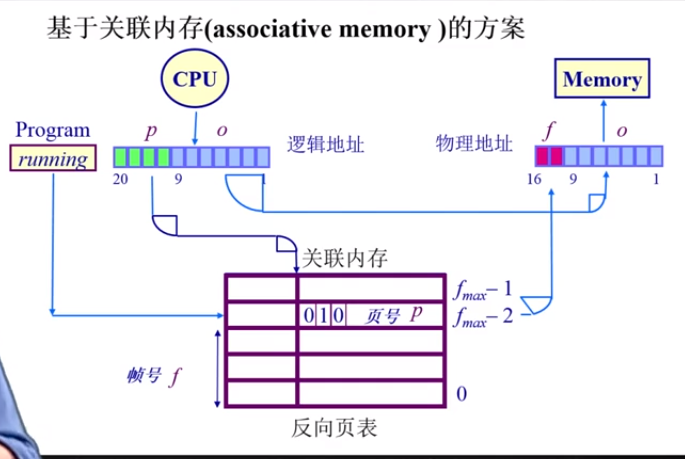 基于关联内存(associative memory )的方案
CPU
Memory
Program
running
p o
逻辑地址
20 9 1
物理地址
f o
16 9 1
关联内存
f_max− 1
0 1 0 页号 p
f_max− 2
帧号 f
0
反向页表